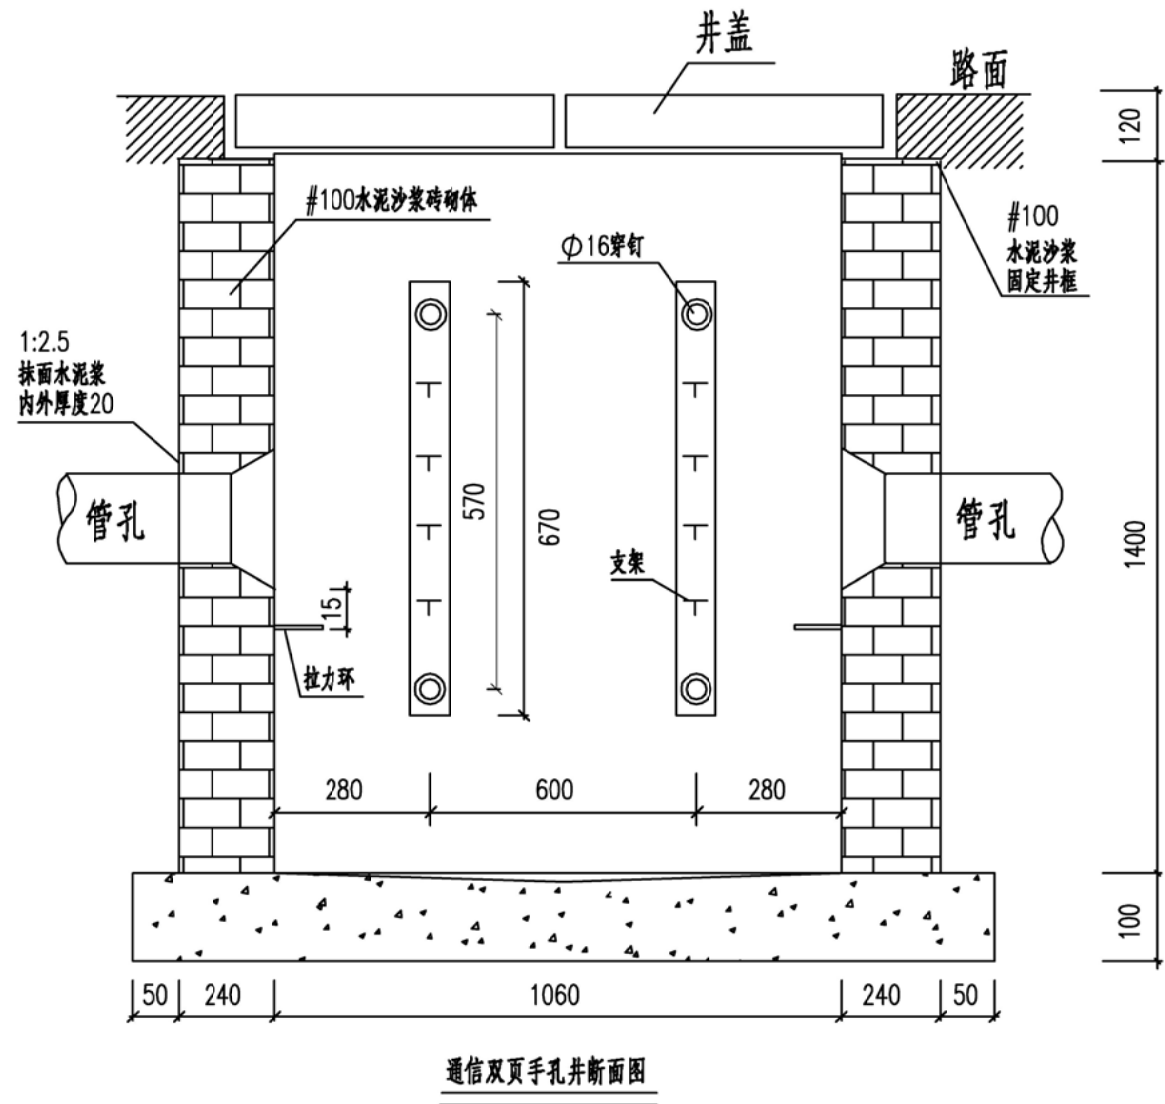 井盖
路面
120
#100水泥沙浆砖砌体
#100
水泥沙浆
固定井框
Φ16穿钉
1:2.5
抹面水泥浆
内外厚度20
管孔
管孔
570
670
1400
支架
15
拉力环
280
600
280
100
50
240
1060
240
50
通信双页手孔井断面图